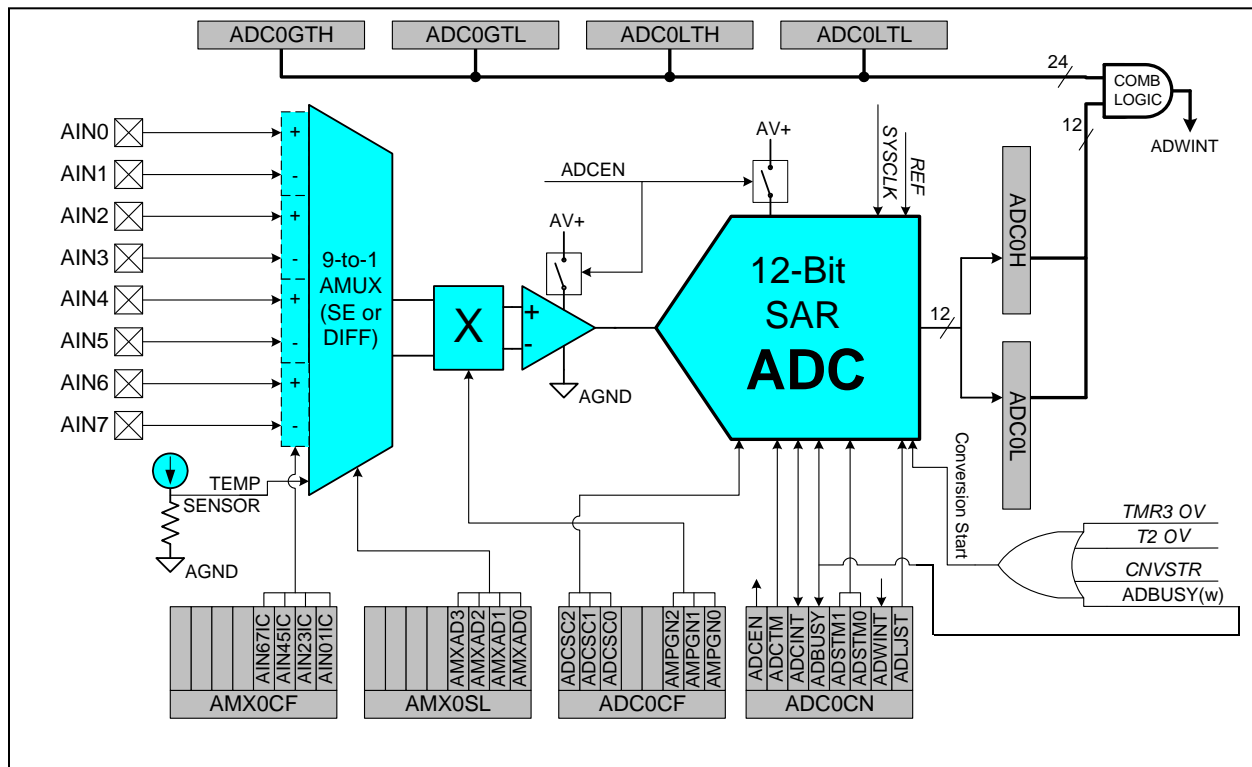 ADC0GTH
ADC0GTL
ADC0LTH
ADC0LTL
24
COMB
LOGIC
12
ADWINT
AIN0
AIN1
AIN2
AIN3
AIN4
AIN5
AIN6
AIN7
+
-
+
-
+
-
+
-
9-to-1
AMUX
(SE or
DIFF)
TEMP
SENSOR
AGND
X
+
-
AV+
AGND
ADCEN
AV+
SYSCLK
REF
12-Bit
SAR
ADC
12
ADC0H
ADC0L
Conversion Start
TMR3 OV
T2 OV
CNVSTR
ADBUSY(w)
AIN67IC
AIN45IC
AIN23IC
AIN01IC
AMX0CF
AMXAD3
AMXAD2
AMXAD1
AMXAD0
AMX0SL
ADCSC2
ADCSC1
ADCSC0
AMPGN2
AMPGN1
AMPGN0
ADC0CF
ADCEN
ADCTM
ADCINT
ADBUSY
ADSTM1
ADSTM0
ADWINT
ADLJST
ADC0CN